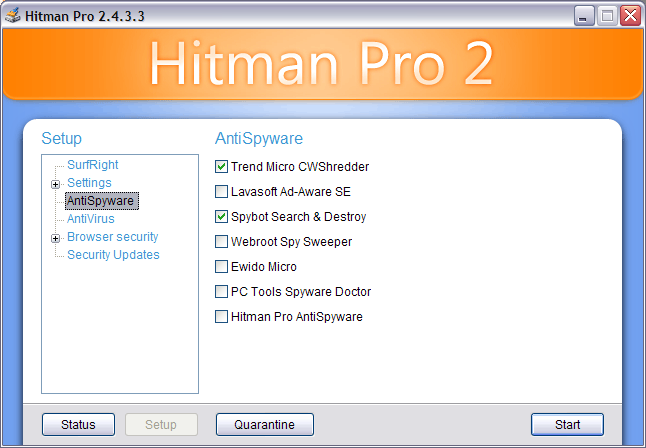 Hitman Pro 2.4.3.3
Hitman Pro 2
Setup
SurfRight
Settings
AntiSpyware
AntiVirus
Browser security
Security Updates
AntiSpyware
Trend Micro CWShredder
Lavasoft Ad-Aware SE
Spybot Search & Destroy
Webroot Spy Sweeper
Ewido Micro
PC Tools Spyware Doctor
Hitman Pro AntiSpyware
Status
Setup
Quarantine
Start